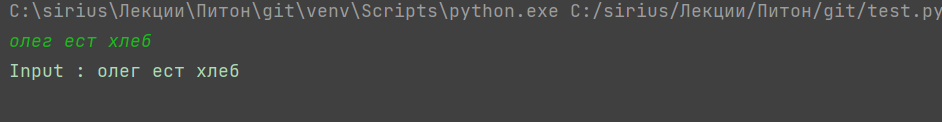 C:\sirius\Лекции\Питон\git\venv\Scripts\python.exe C:/sirius/Лекции/Питон/git/test.py
олег ест хлеб
Input : олег ест хлеб